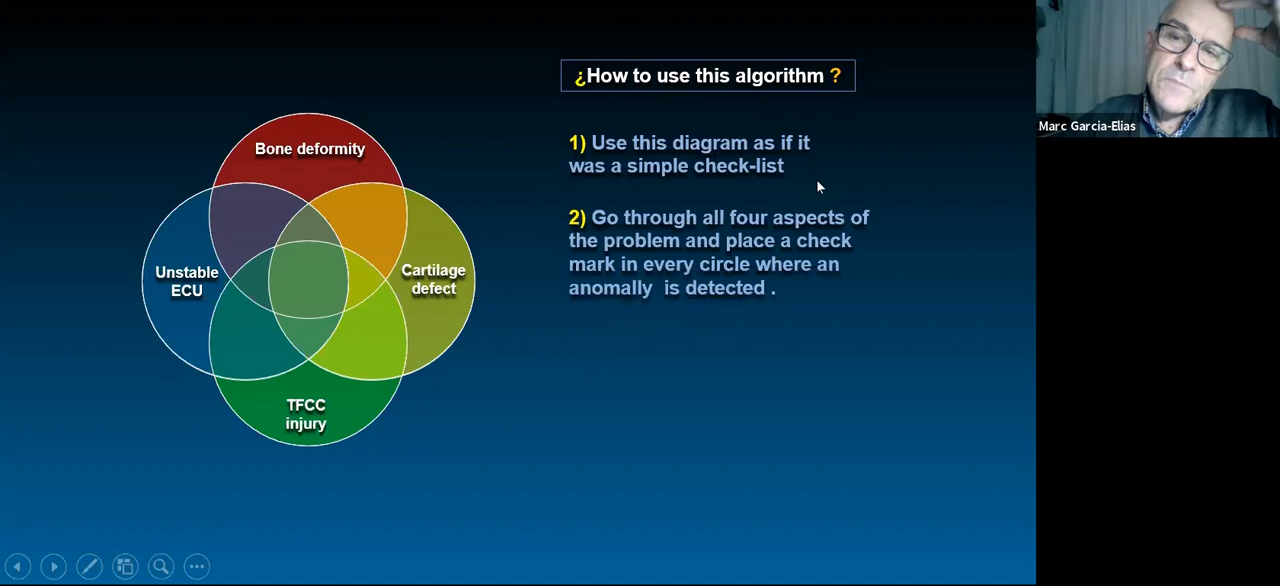 ¿How to use this algorithm ?
1) Use this diagram as if it
was a simple check-list
2) Go through all four aspects of
the problem and place a check
mark in every circle where an
anomally is detected .
Bone deformity
Unstable
ECU
Cartilage
defect
TFCC
injury
Marc Garcia-Elias